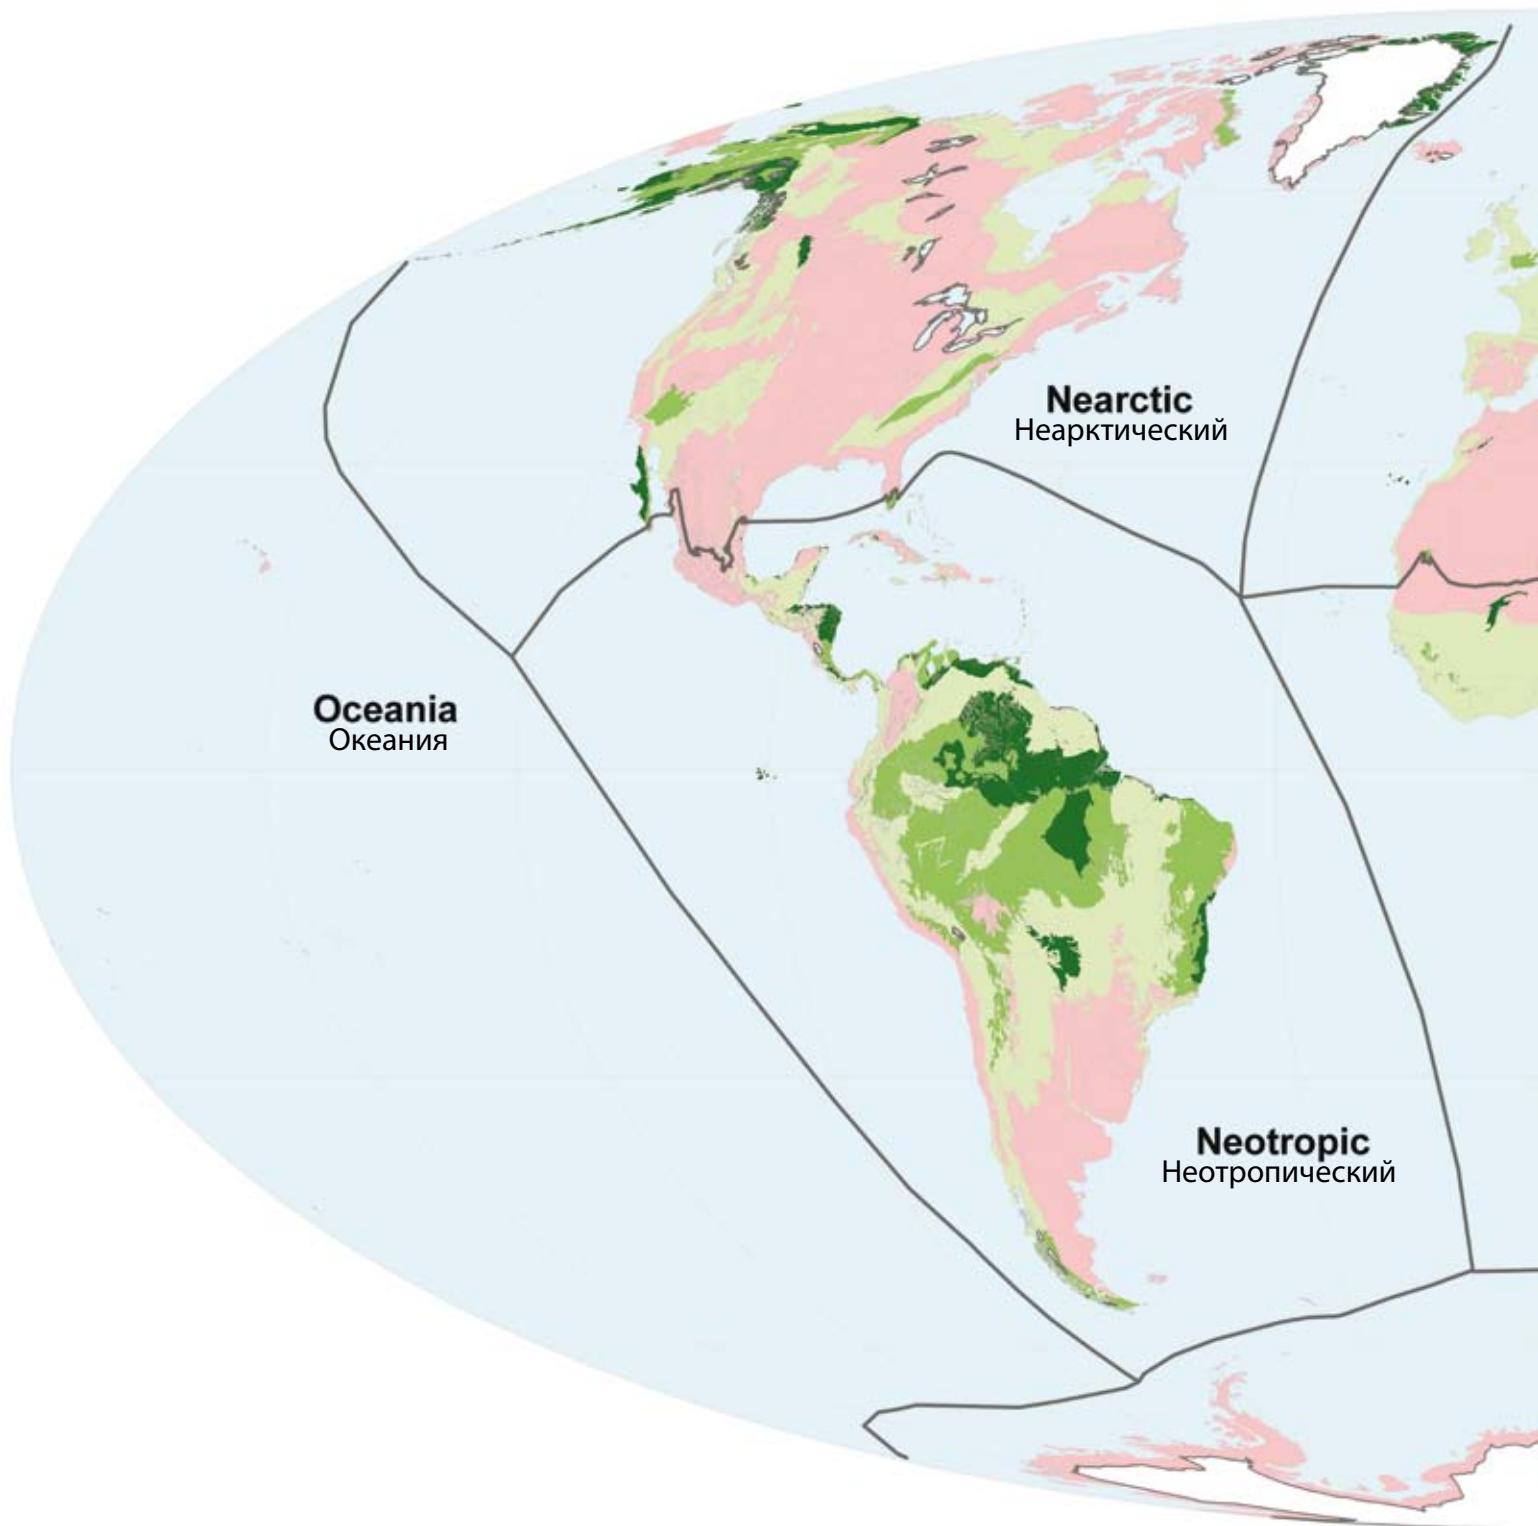 Nearctic
Неарктический
Oceania
Океания
Neotropic
Неотропический